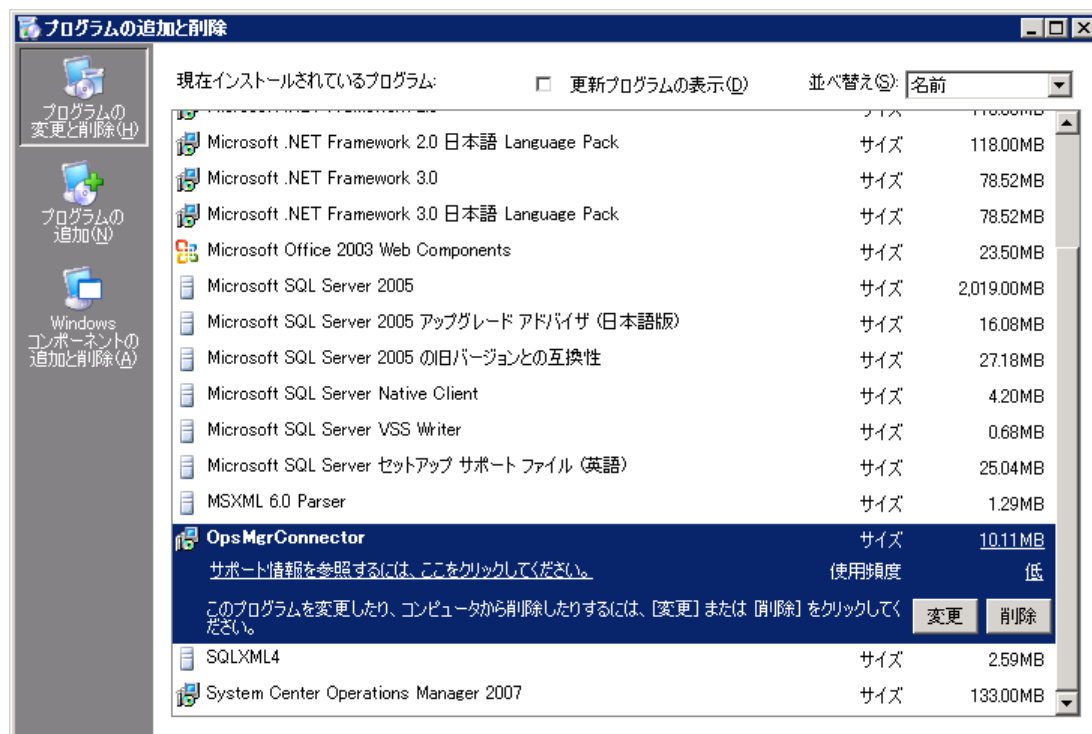 プログラムの追加と削除
プログラムの
変更と削除(H)
プログラムの
追加(N)
Windows
コンポーネントの
追加と削除(A)
現在インストールされているプログラム:
更新プログラムの表示(D)
並べ替え(S): 名前
Microsoft .NET Framework 2.0 日本語 Language Pack サイズ 118.00MB
Microsoft .NET Framework 3.0 サイズ 78.52MB
Microsoft .NET Framework 3.0 日本語 Language Pack サイズ 78.52MB
Microsoft Office 2003 Web Components サイズ 23.50MB
Microsoft SQL Server 2005 サイズ 2,019.00MB
Microsoft SQL Server 2005 アップグレード アドバイザ (日本語版) サイズ 16.08MB
Microsoft SQL Server 2005 の旧バージョンとの互換性 サイズ 27.18MB
Microsoft SQL Server Native Client サイズ 4.20MB
Microsoft SQL Server VSS Writer サイズ 0.68MB
Microsoft SQL Server セットアップ サポート ファイル (英語) サイズ 25.04MB
MSXML 6.0 Parser サイズ 1.29MB
OpsMgrConnector サイズ 10.11MB
サポート情報を参照するには、ここをクリックしてください。 使用頻度 低
このプログラムを変更したり、コンピュータから削除したりするには、[変更] または [削除] をクリックしてく
ださい。
変更 削除
SQLXML4 サイズ 2.59MB
System Center Operations Manager 2007 サイズ 133.00MB